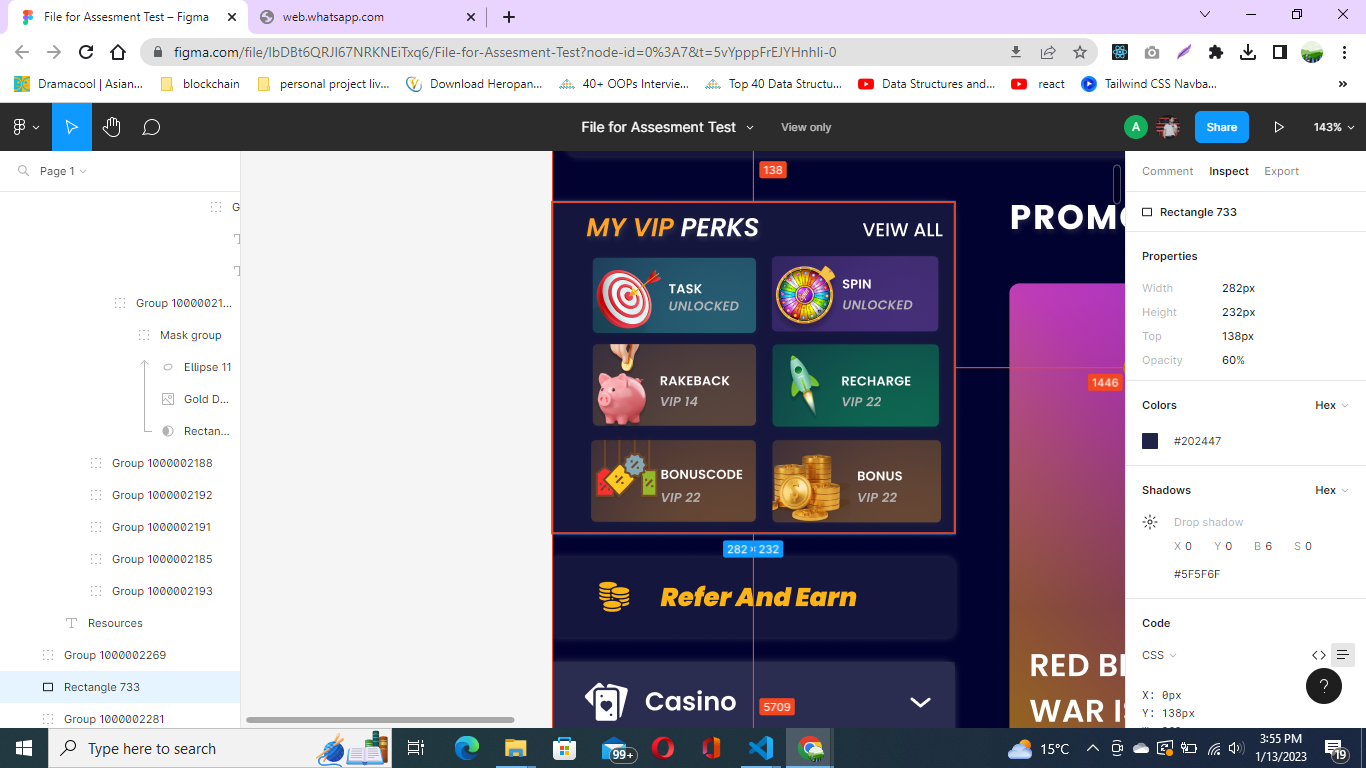 File for Assesment Test – Figma
web.whatsapp.com
figma.com/file/IbDBt6QRJI67NRKNEiTxq6/File-for-Assesment-Test?node-id=0%3A7&t=5vYpppFrEJYHnhIi-0
Dramacool | Asian...
blockchain
personal project liv...
Download Heropan...
40+ OOPs Intervie...
Top 40 Data Structu...
Data Structures and...
react
Tailwind CSS Navba...
»
File for Assesment Test
View only
A
Share
143%
Page 1
Comment
Inspect
Export
G
Group 10000021...
Mask group
Ellipse 11
Gold D...
Rectan...
Group 1000002188
Group 1000002192
Group 1000002191
Group 1000002185
Group 1000002193
Resources
Group 1000002269
Rectangle 733
Group 1000002281
138
MY VIP PERKS
VEIW ALL
TASK
UNLOCKED
SPIN
UNLOCKED
RAKEBACK
VIP 14
RECHARGE
VIP 22
BONUSCODE
VIP 22
BONUS
VIP 22
282 × 232
Refer And Earn
Casino
5709
PROMO
1446
RED B
WAR IS
Rectangle 733
Properties
Width 282px
Height 232px
Top 138px
Opacity 60%
Colors
Hex
#202447
Shadows
Hex
Drop shadow
X 0 Y 0 B 6 S 0
#5F5F6F
Code
CSS
X: 0px
Y: 138px
?
Type here to search
99+
15°C
3:55 PM
1/13/2023
19